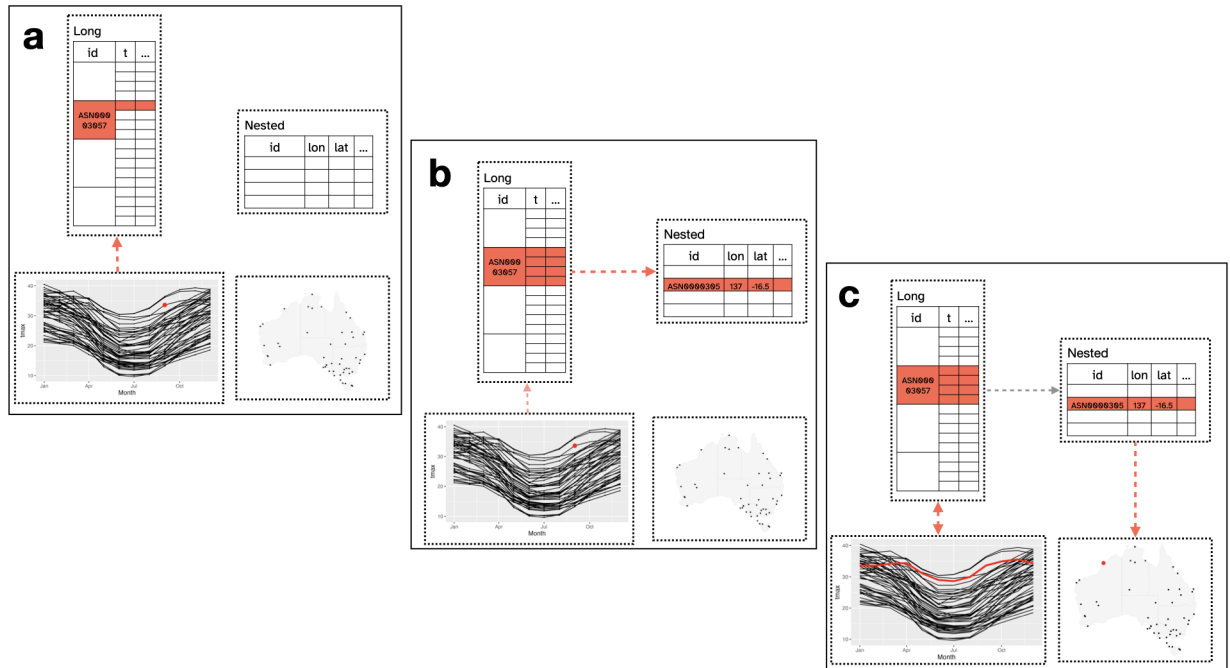 a
Long
id t ...
ASN000
03057
Nested
id lon lat ...
40
30
20
10
tmax
Jan Apr Jul Oct
Month
b
Long
id t ...
ASN000
03057
Nested
id lon lat ...
ASN0000305 137 -16.5
40
30
20
10
tmax
Jan Apr Jul Oct
Month
c
Long
id t ...
ASN000
03057
Nested
id lon lat ...
ASN0000305 137 -16.5
40
30
20
10
tmax
Jan Apr Jul Oct
Month